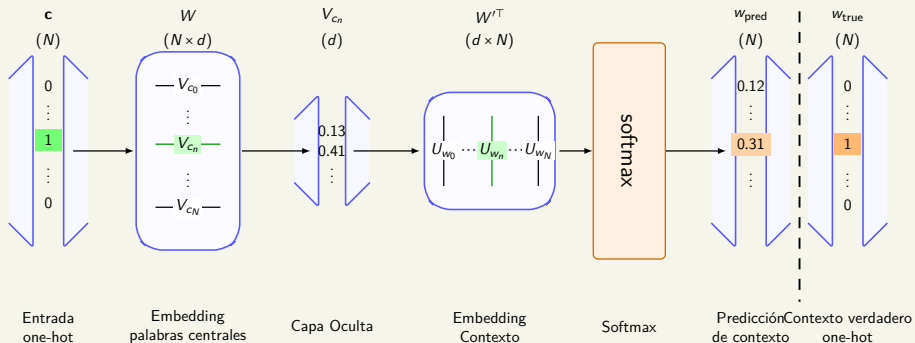 c
(N)
0
⋮
1
⋮
0
Entrada
one-hot
W
(N × d)
V_{c_0}
⋮
V_{c_n}
⋮
V_{c_N}
Embedding
palabras centrales
V_{c_n}
(d)
0.13
0.41
⋮
Capa Oculta
W′⊤
(d × N)
U_{w_0} ⋯ U_{w_n} ⋯ U_{w_N}
Embedding
Contexto
softmax
Softmax
w_pred
(N)
0.12
⋮
0.31
⋮
Predicción
de contexto
w_true
(N)
0
⋮
1
⋮
0
Contexto verdadero
one-hot